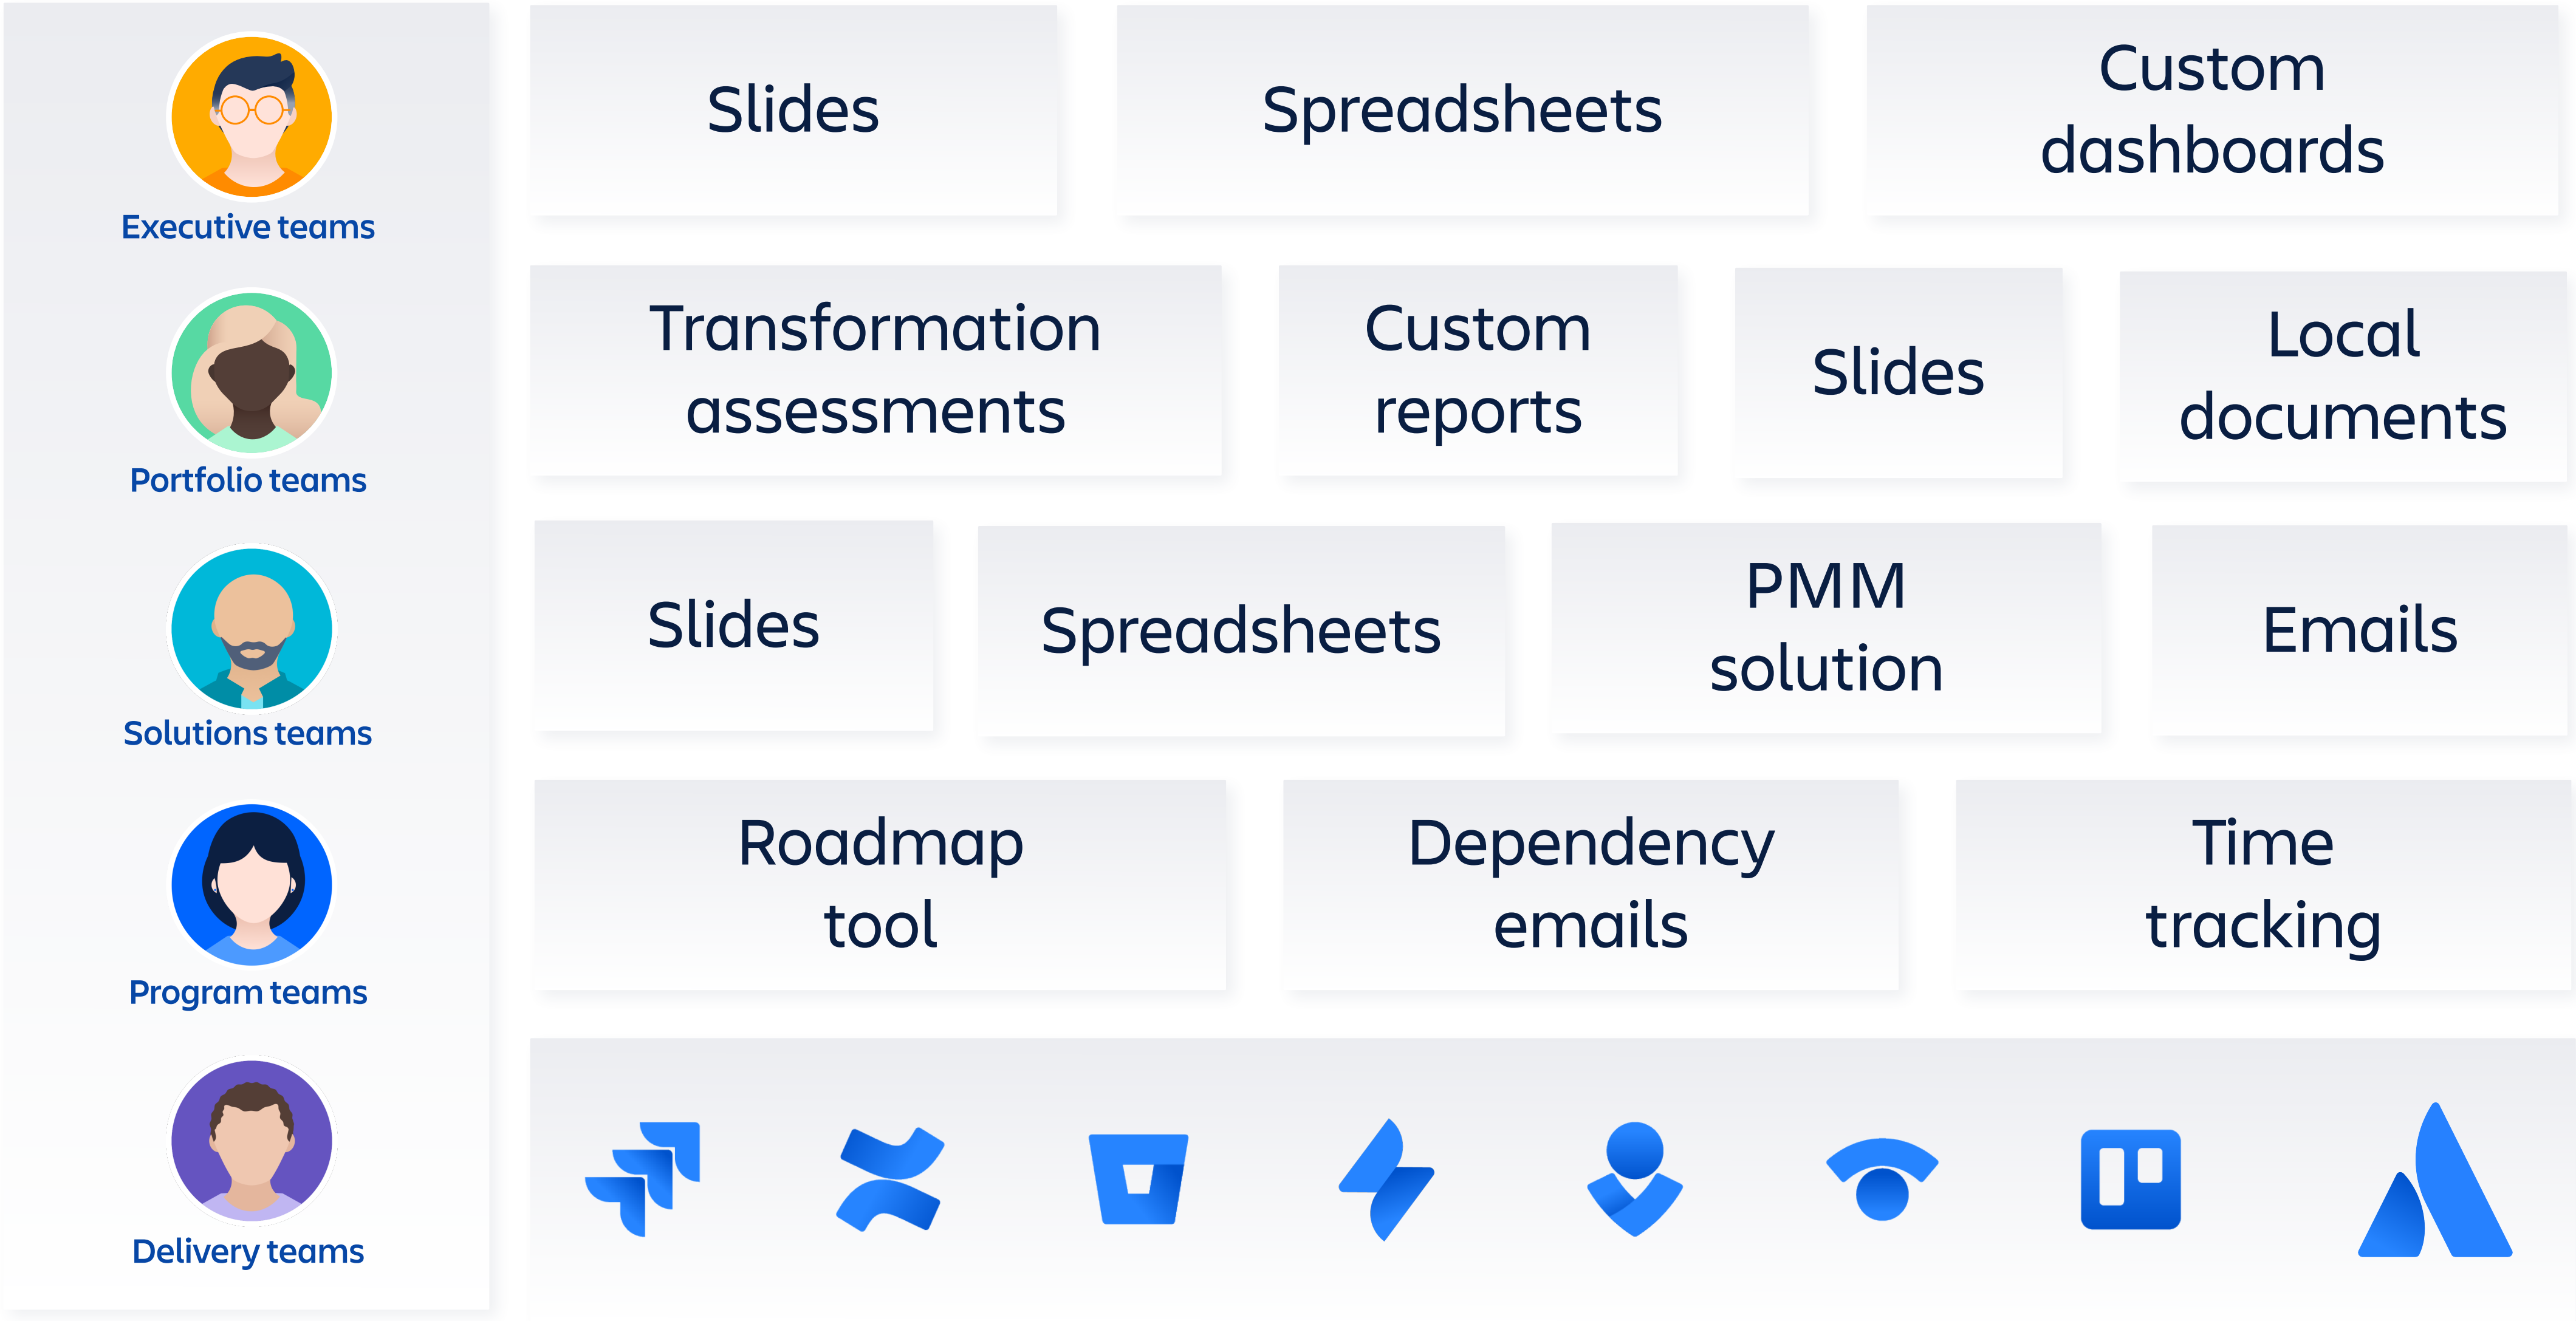 Executive teams
Slides
Spreadsheets
Custom
dashboards
Portfolio teams
Transformation
assessments
Custom
reports
Slides
Local
documents
Solutions teams
Slides
Spreadsheets
PMM
solution
Emails
Program teams
Roadmap
tool
Dependency
emails
Time
tracking
Delivery teams